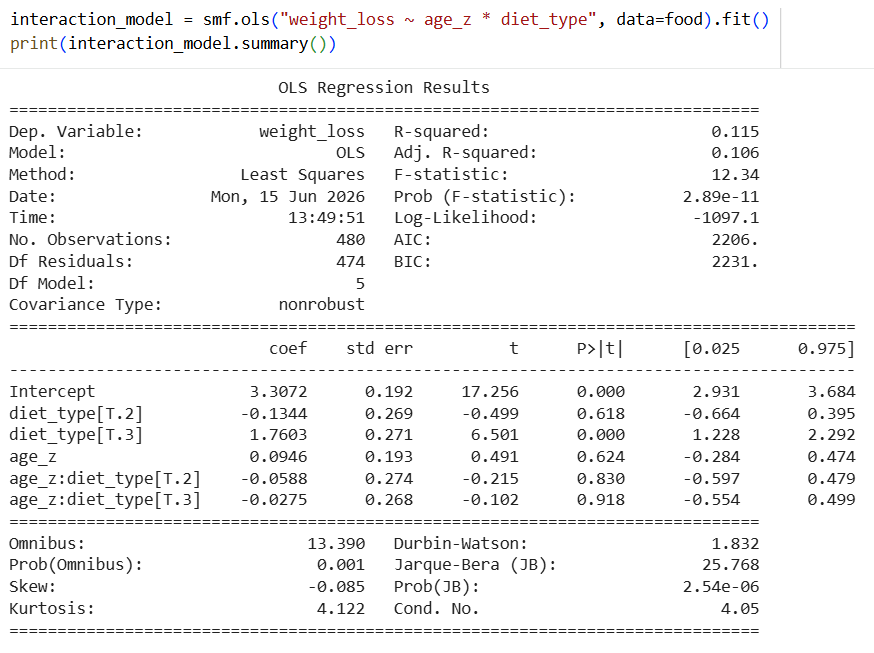 interaction_model = smf.ols("weight_loss ~ age_z * diet_type", data=food).fit()
print(interaction_model.summary())
                            OLS Regression Results
==============================================================================
Dep. Variable:            weight_loss   R-squared:                       0.115
Model:                            OLS   Adj. R-squared:                  0.106
Method:                 Least Squares   F-statistic:                     12.34
Date:                Mon, 15 Jun 2026   Prob (F-statistic):           2.89e-11
Time:                        13:49:51   Log-Likelihood:                -1097.1
No. Observations:                 480   AIC:                             2206.
Df Residuals:                     474   BIC:                             2231.
Df Model:                           5
Covariance Type:            nonrobust
========================================================================================
                           coef    std err          t      P>|t|      [0.025      0.975]
----------------------------------------------------------------------------------------
Intercept                3.3072      0.192     17.256      0.000       2.931       3.684
diet_type[T.2]          -0.1344      0.269     -0.499      0.618      -0.664       0.395
diet_type[T.3]           1.7603      0.271      6.501      0.000       1.228       2.292
age_z                    0.0946      0.193      0.491      0.624      -0.284       0.474
age_z:diet_type[T.2]    -0.0588      0.274     -0.215      0.830      -0.597       0.479
age_z:diet_type[T.3]    -0.0275      0.268     -0.102      0.918      -0.554       0.499
==============================================================================
Omnibus:                       13.390   Durbin-Watson:                   1.832
Prob(Omnibus):                  0.001   Jarque-Bera (JB):               25.768
Skew:                          -0.085   Prob(JB):                     2.54e-06
Kurtosis:                       4.122   Cond. No.                         4.05
==============================================================================